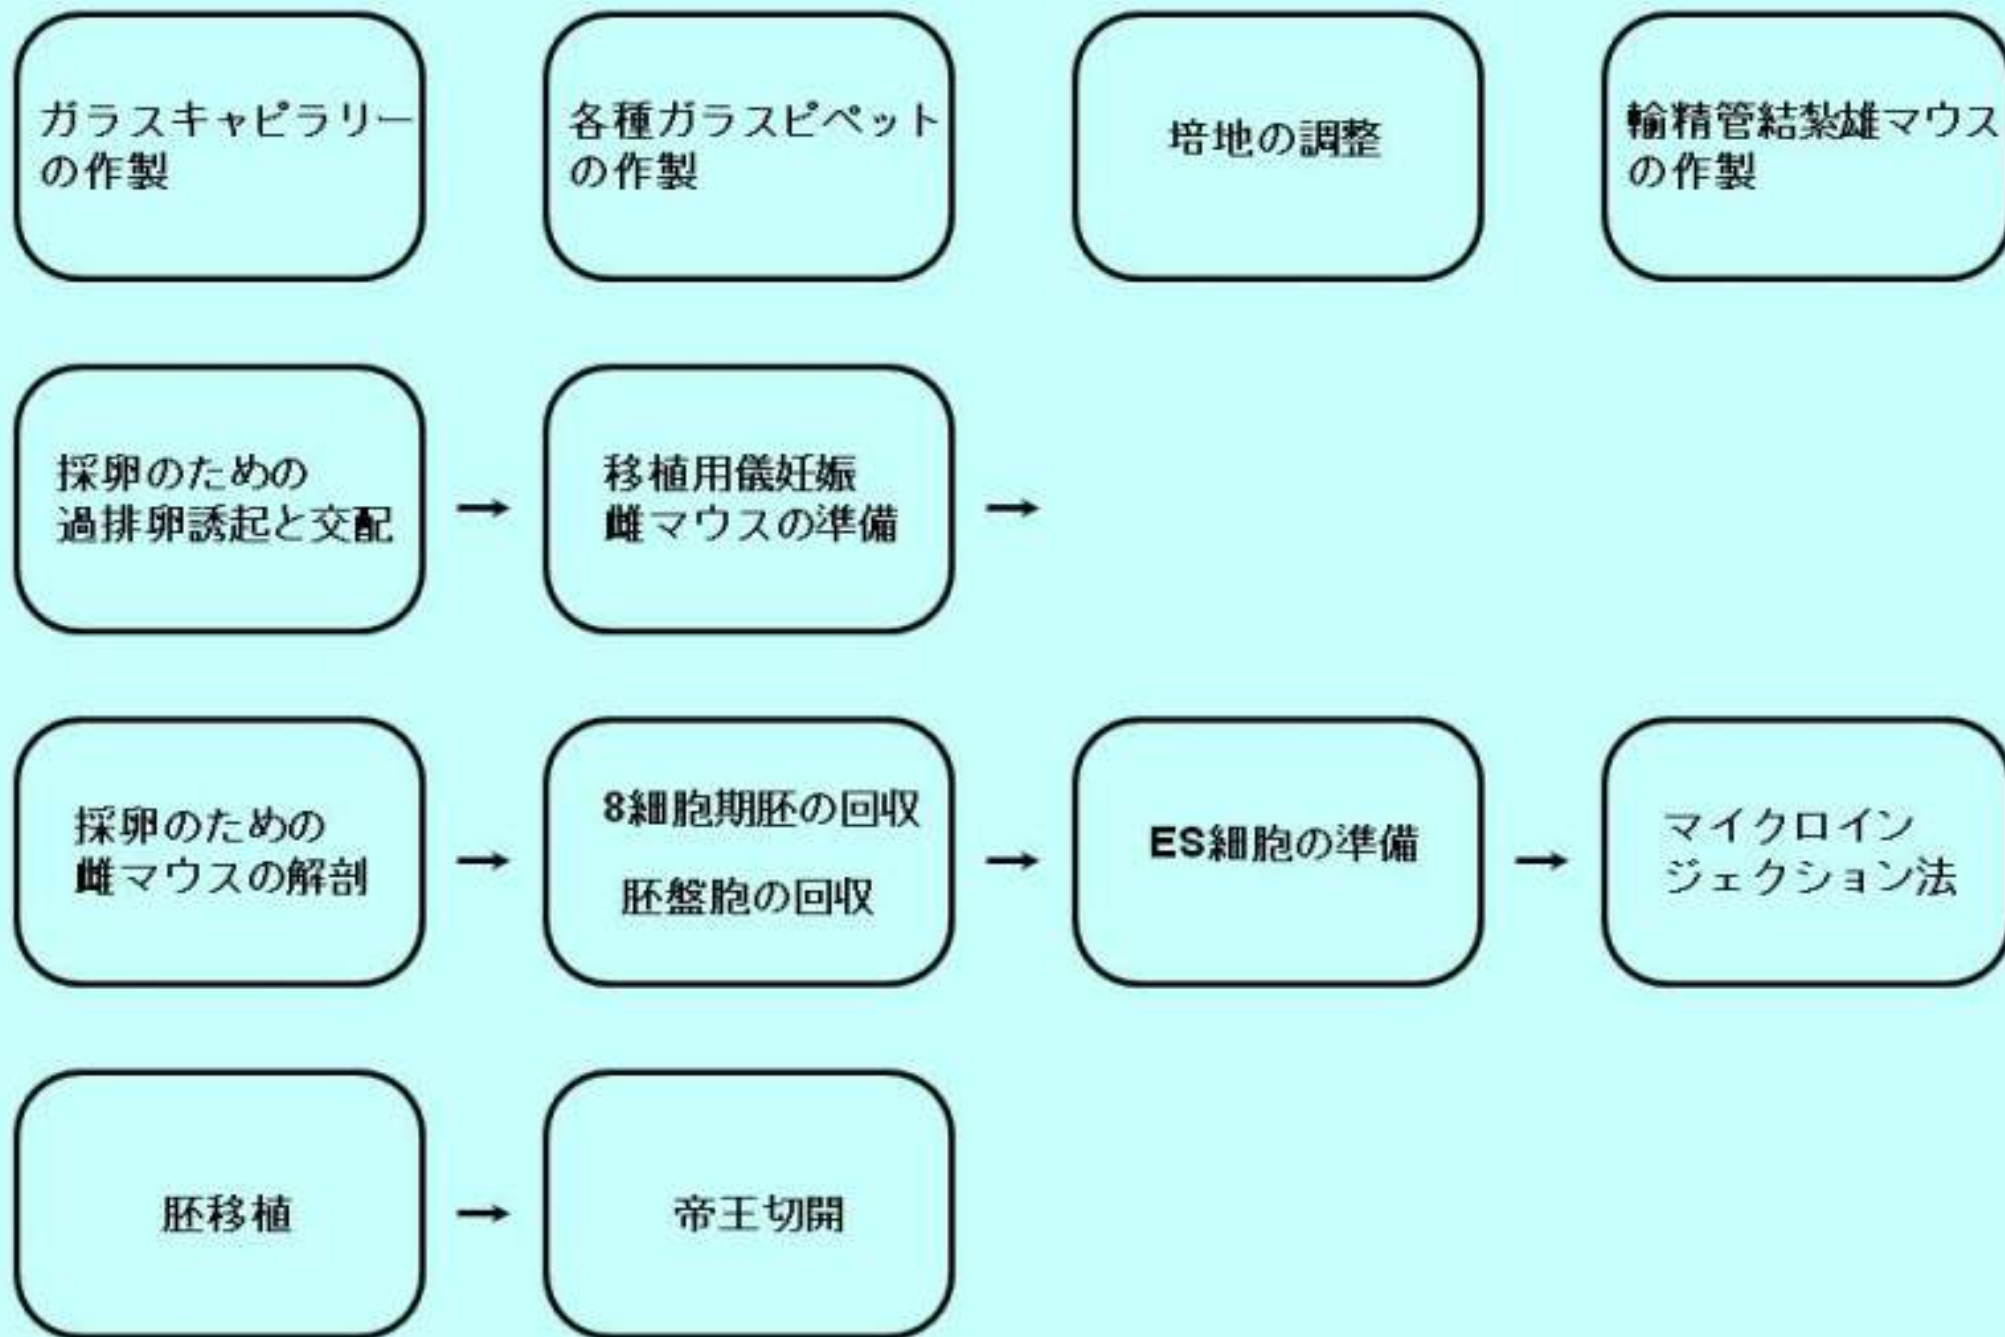 ガラスキャピラリー
の作製
各種ガラスピペット
の作製
培地の調整
輸精管結紮雄マウス
の作製
採卵のための
過排卵誘起と交配
→
移植用儀妊娠
雌マウスの準備
→
採卵のための
雌マウスの解剖
→
8細胞期胚の回収
胚盤胞の回収
→
ES細胞の準備
→
マイクロイン
ジェクション法
胚移植
→
帝王切開